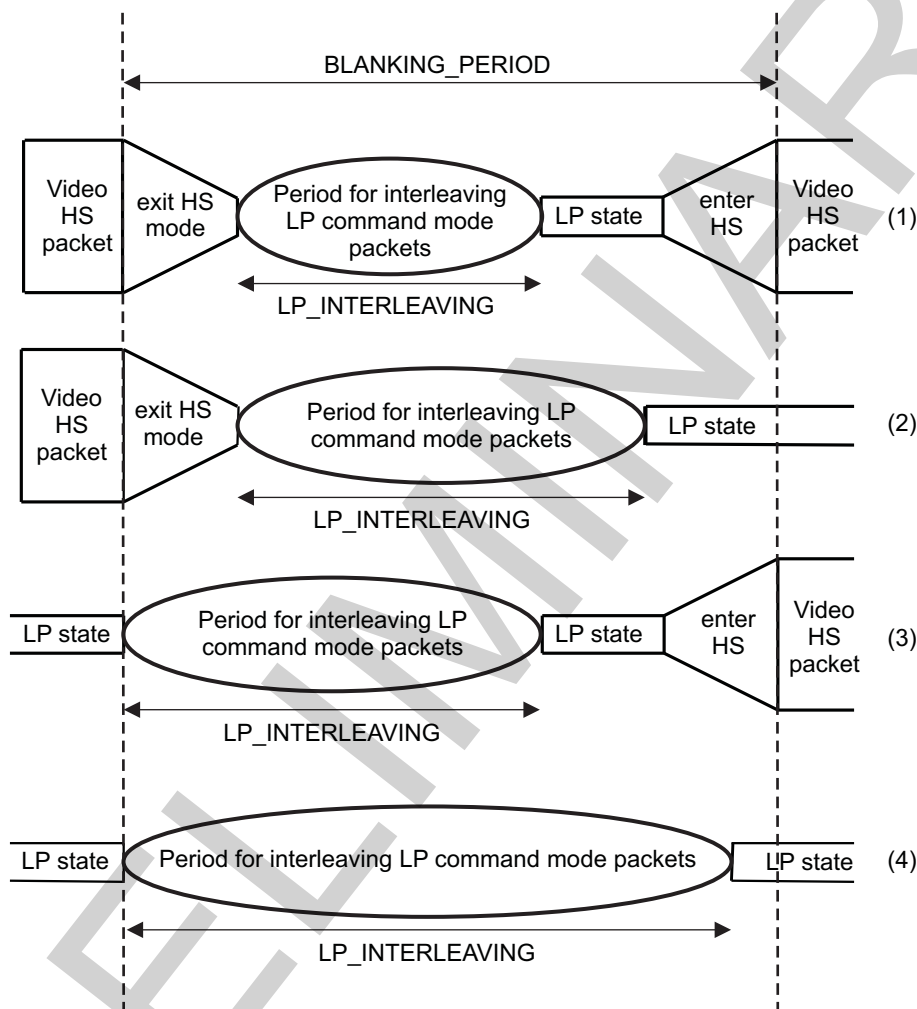 BLANKING_PERIOD
Video
HS
packet
exit HS
mode
Period for interleaving
LP command mode
packets
LP state
enter
HS
Video
HS
packet
(1)
LP_INTERLEAVING
Video
HS
packet
exit HS
mode
Period for interleaving LP
command mode packets
LP state
(2)
LP_INTERLEAVING
LP state
Period for interleaving LP
command mode packets
LP state
enter
HS
Video
HS
packet
(3)
LP_INTERLEAVING
LP state
Period for interleaving LP command mode packets
LP state
(4)
LP_INTERLEAVING
ELIMINAR